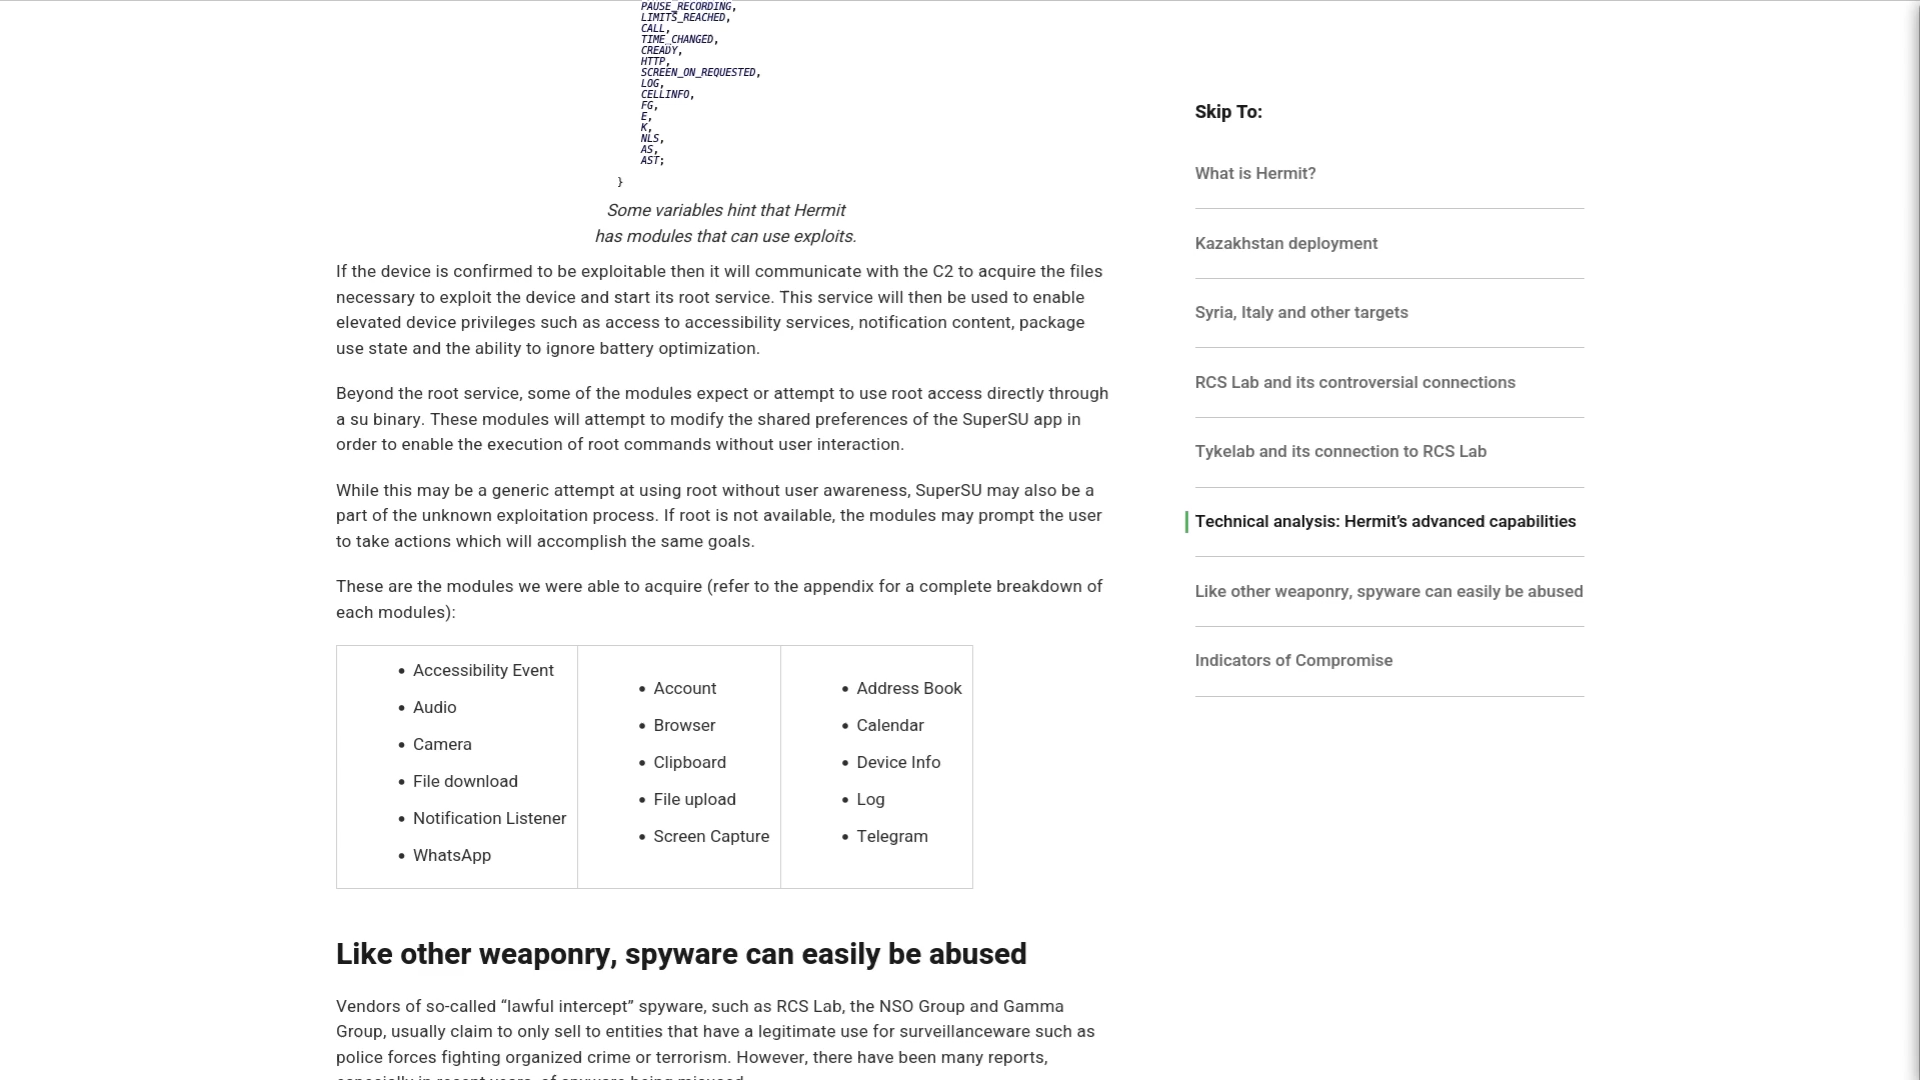 PAUSE_RECORDING,
LIMITS_REACHED,
CALL,
TIME_CHANGED,
CREADY,
HTTP,
SCREEN_ON_REQUESTED,
LOG,
CELLINFO,
FG,
E,
K,
NLS,
AS,
AST;
}
Some variables hint that Hermit
has modules that can use exploits.
If the device is confirmed to be exploitable then it will communicate with the C2 to acquire the files
necessary to exploit the device and start its root service. This service will then be used to enable
elevated device privileges such as access to accessibility services, notification content, package
use state and the ability to ignore battery optimization.
Beyond the root service, some of the modules expect or attempt to use root access directly through
a su binary. These modules will attempt to modify the shared preferences of the SuperSU app in
order to enable the execution of root commands without user interaction.
While this may be a generic attempt at using root without user awareness, SuperSU may also be a
part of the unknown exploitation process. If root is not available, the modules may prompt the user
to take actions which will accomplish the same goals.
These are the modules we were able to acquire (refer to the appendix for a complete breakdown of
each modules):
• Accessibility Event
• Audio
• Camera
• File download
• Notification Listener
• WhatsApp
• Account
• Browser
• Clipboard
• File upload
• Screen Capture
• Address Book
• Calendar
• Device Info
• Log
• Telegram
Like other weaponry, spyware can easily be abused
Vendors of so-called “lawful intercept” spyware, such as RCS Lab, the NSO Group and Gamma
Group, usually claim to only sell to entities that have a legitimate use for surveillanceware such as
police forces fighting organized crime or terrorism. However, there have been many reports,
especially in recent years, of spyware being misused.
Skip To:
What is Hermit?
Kazakhstan deployment
Syria, Italy and other targets
RCS Lab and its controversial connections
Tykelab and its connection to RCS Lab
Technical analysis: Hermit’s advanced capabilities
Like other weaponry, spyware can easily be abused
Indicators of Compromise